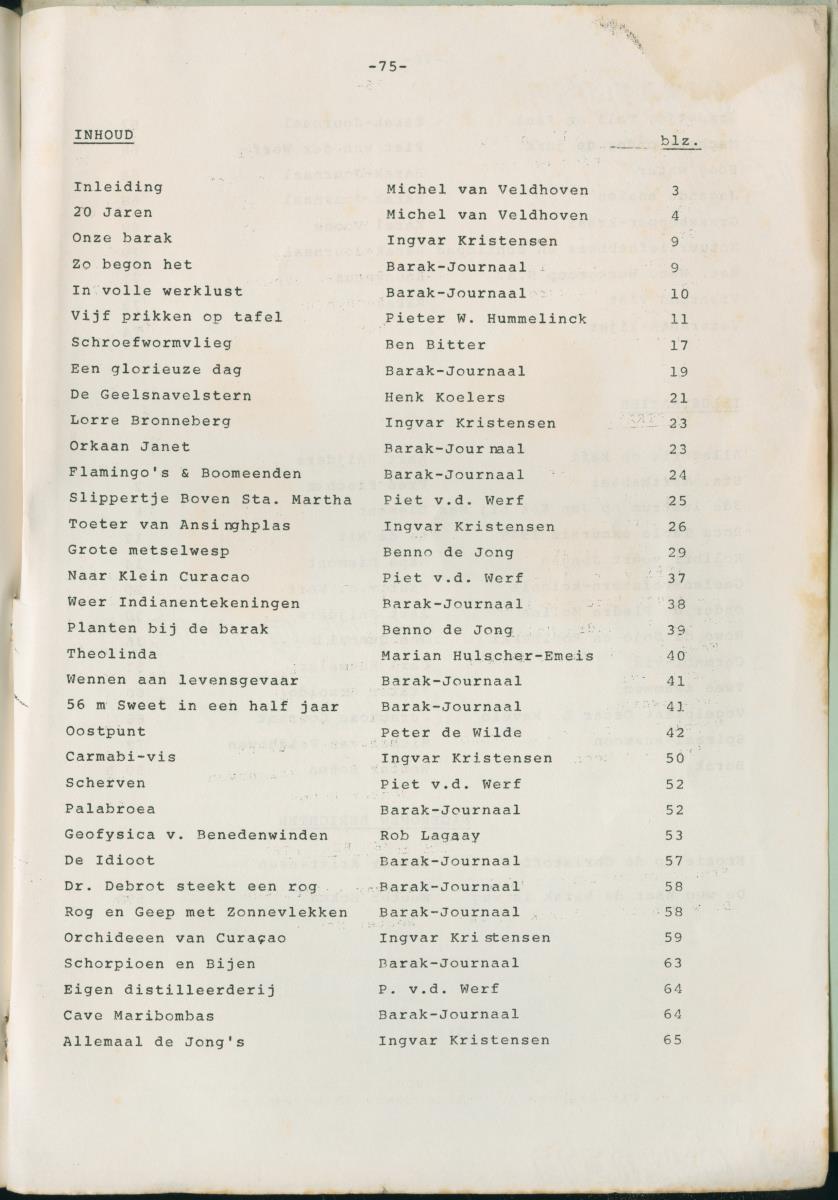 -75-
INHOUD blz.
Inleiding Michel van Veldhoven 3
20 Jaren Michel van Veldhoven 4
Onze barak Ingvar Kristensen 9
Zo begon het Barak-Journaal 9
In volle werklust Barak-Journaal 10
Vijf prikken op tafel Pieter W. Hummelinck 11
Schroefwormvlieg Ben Bitter 17
Een glorieuze dag Barak-Journaal 19
De Geelsnavelstern Henk Koelers 21
Lorre Bronneberg Ingvar Kristensen 23
Orkaan Janet Barak-Journaal 23
Flamingo's & Boomeenden Barak-Journaal 24
Slippertje Boven Sta. Martha Piet v.d. Werf 25
Toeter van Ansinghplas Ingvar Kristensen 26
Grote metselwesp Benno de Jong 29
Naar Klein Curacao Piet v.d. Werf 37
Weer Indianentekeningen Barak-Journaal 38
Planten bij de barak Benno de Jong 39
Theolinda Marian Hulscher-Emeis 40
Wennen aan levensgevaar Barak-Journaal 41
56 m Sweet in een half jaar Barak-Journaal 41
Oostpunt Peter de Wilde 42
Carmabi-vis Ingvar Kristensen 50
Scherven Piet v.d. Werf 52
Palabroea Barak-Journaal 52
Geofysica v. Benedenwinden Rob Lagaay 53
De Idioot Barak-Journaal 57
Dr. Debrot steekt een rog Barak-Journaal 58
Rog en Geep met Zonnevlekken Barak-Journaal 58
Orchideeen van Curaçao Ingvar Kristensen 59
Schorpioen en Bijen Barak-Journaal 63
Eigen distilleerderij P. v.d. Werf 64
Cave Maribombas Barak-Journaal 64
Allemaal de Jong's Ingvar Kristensen 65